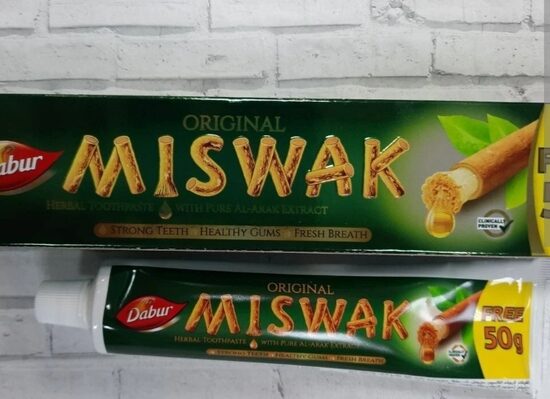 ORIGINAL
abur
MISWAK
HERBAL TOOTHPASTE WITH PURE AL-ARAK EXTRACT
STRONG TEETH HEALTHY GUMS FRESH BREATH
CLINICALLY
PROVEN
F
ORIGINAL
Dabur
MISWAK
HERBAL TOOTHPASTE WITH PURE AL-ARAK EXTRACT
STRONG TEETH HEALTHY GUMS FRESH BREATH
FREE
50g